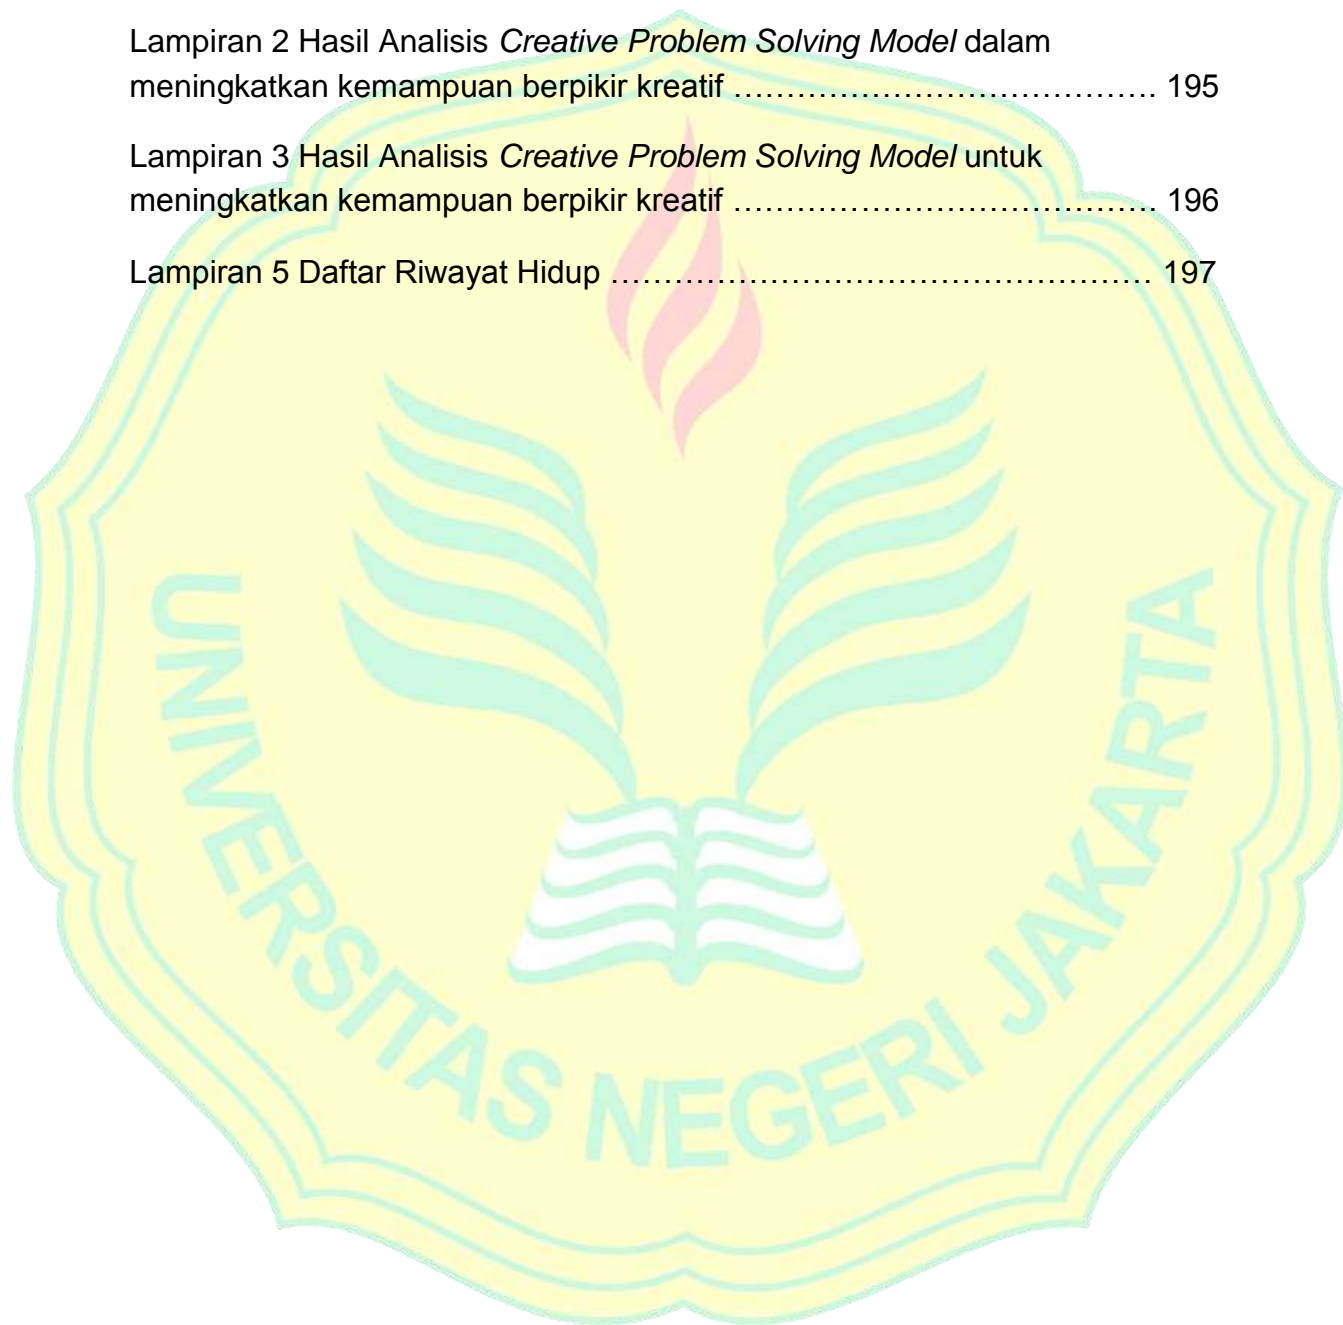 Lampiran 2 Hasil Analisis Creative Problem Solving Model dalam
meningkatkan kemampuan berpikir kreatif ………………………………….. 195
Lampiran 3 Hasil Analisis Creative Problem Solving Model untuk
meningkatkan kemampuan berpikir kreatif ………………………………….. 196
Lampiran 5 Daftar Riwayat Hidup ……………………………………………. 197
UNIVERSITAS NEGERI JAKARTA